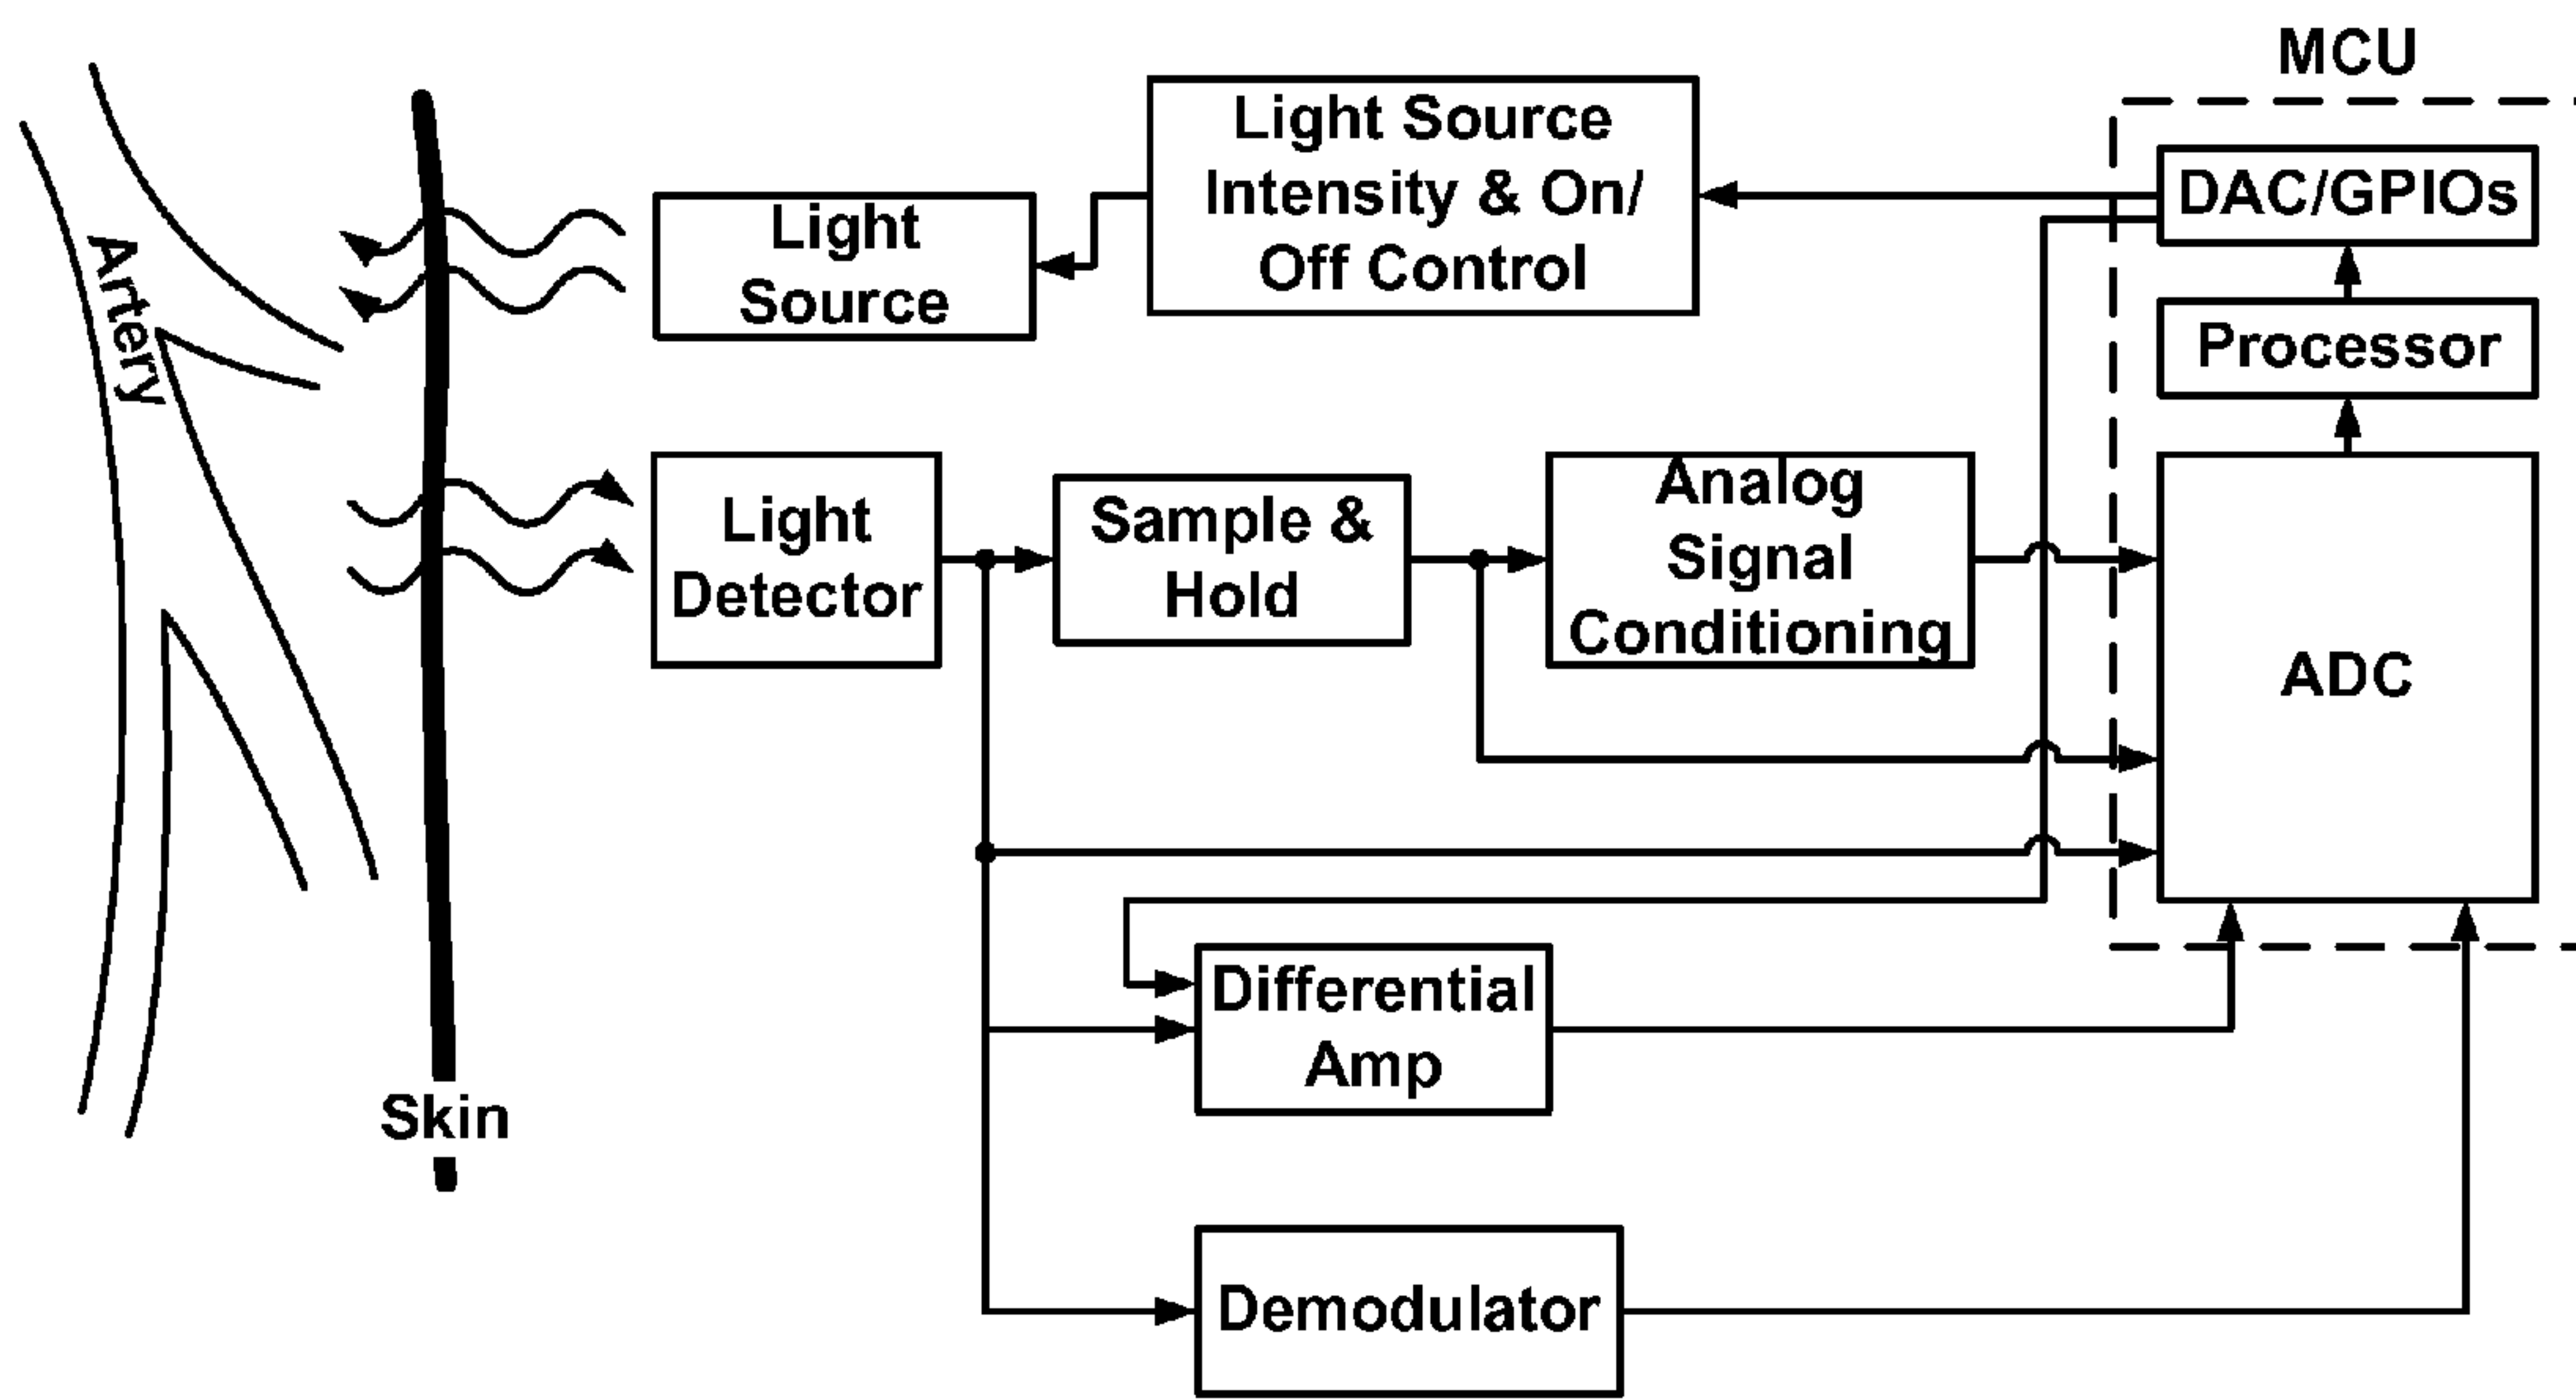 MCU
Light Source
Intensity & On/
Off Control
DAC/GPIOs
Light
Source
Artery
Processor
Light
Detector
Sample &
Hold
Analog
Signal
Conditioning
ADC
Differential
Amp
Skin
Demodulator